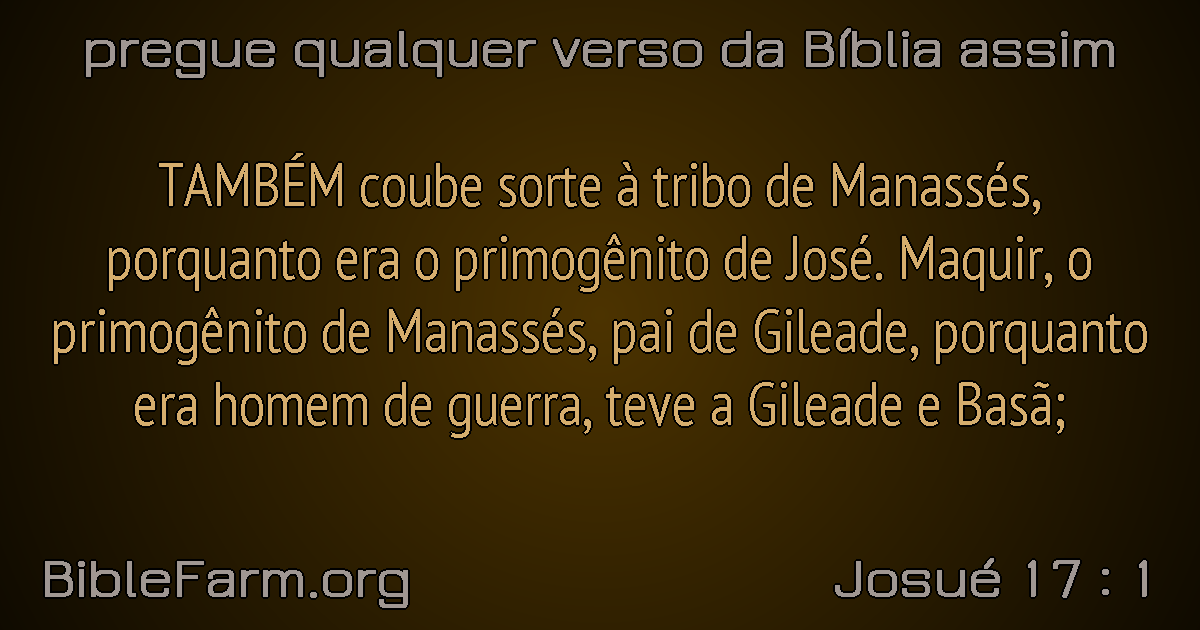 pregue qualquer verso da Bíblia assim
TAMBÉM coube sorte à tribo de Manassés,
porquanto era o primogênito de José. Maquir, o
primogênito de Manassés, pai de Gileade, porquanto
era homem de guerra, teve a Gileade e Basã;
BibleFarm.org
Josué 17 : 1